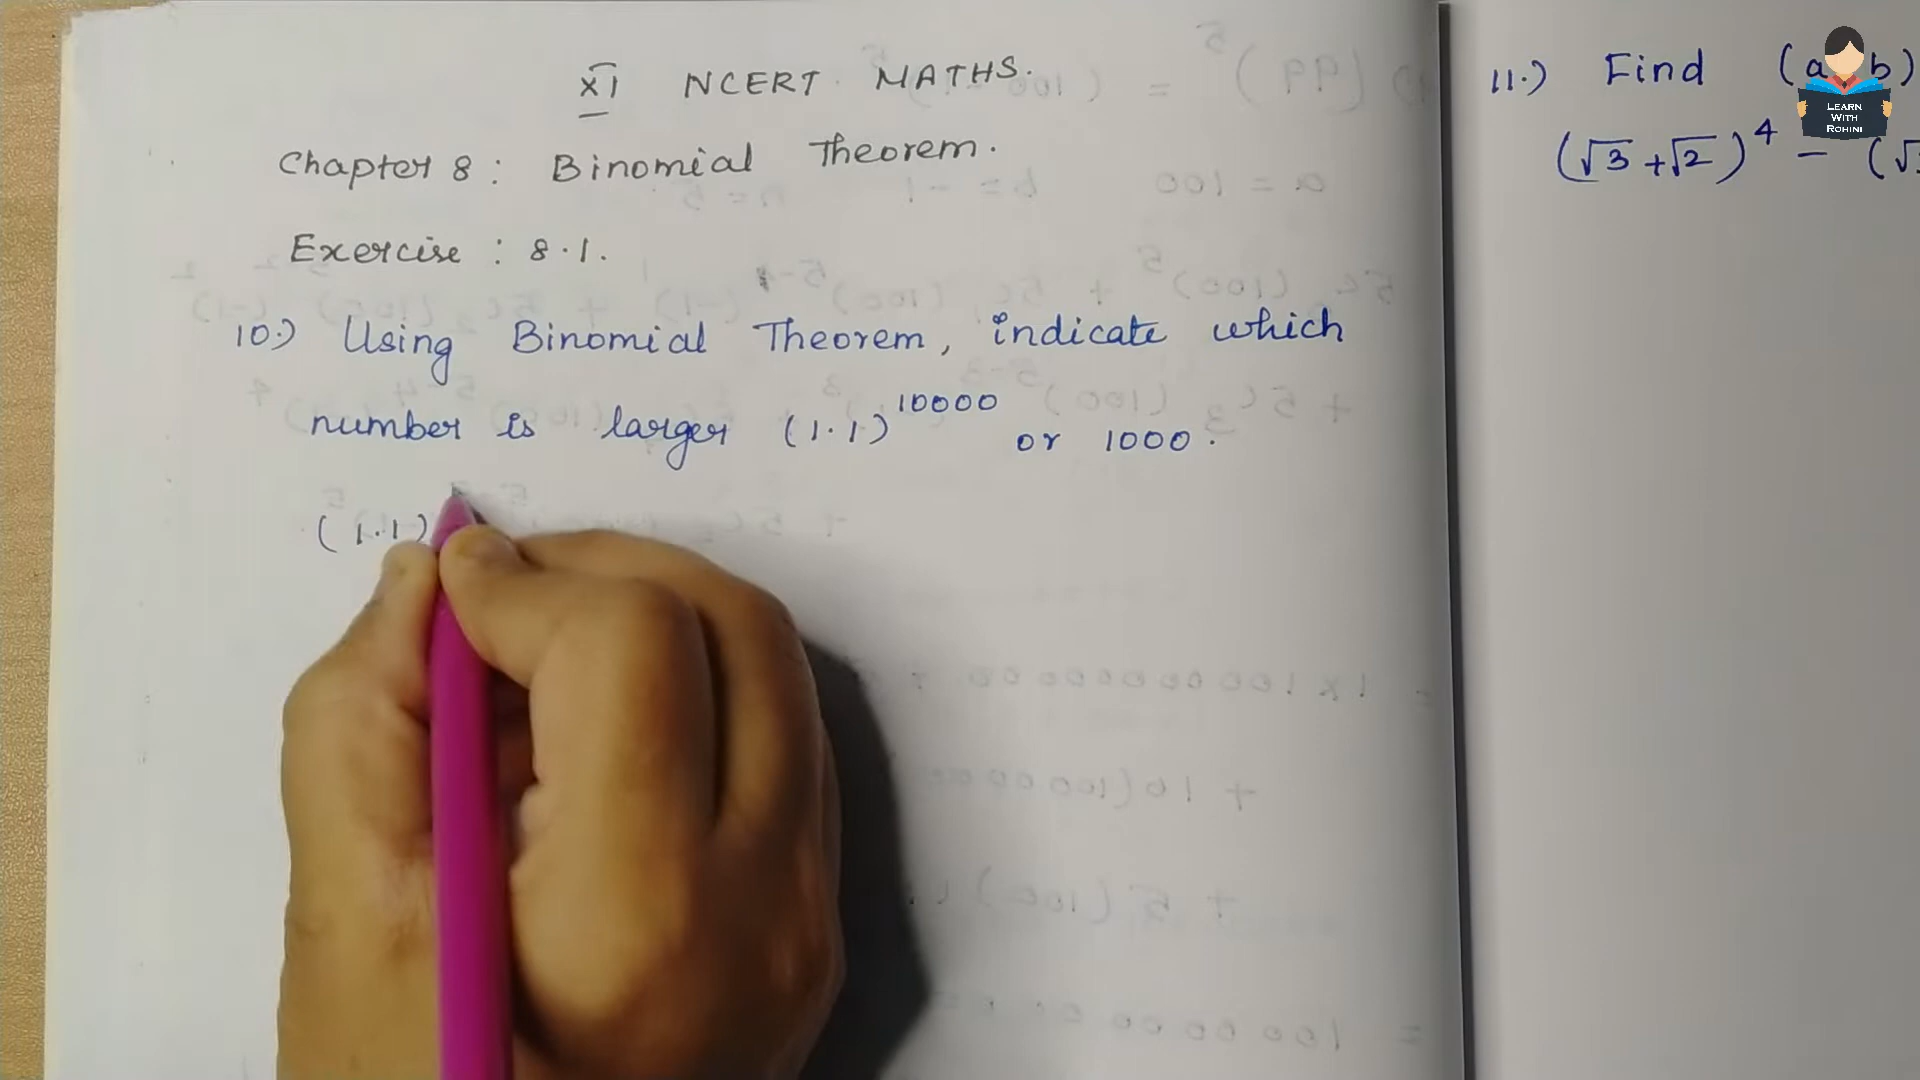 XI NCERT MATHS.
Chapter 8: Binomial Theorem.
Exercise: 8.1.
10.) Using Binomial Theorem, indicate which
number is larger (1.1)^10000 or 1000.
(1.1)
11.) Find (a b)
(√3+√2)^4 - (√
LEARN
WITH
ROHINI